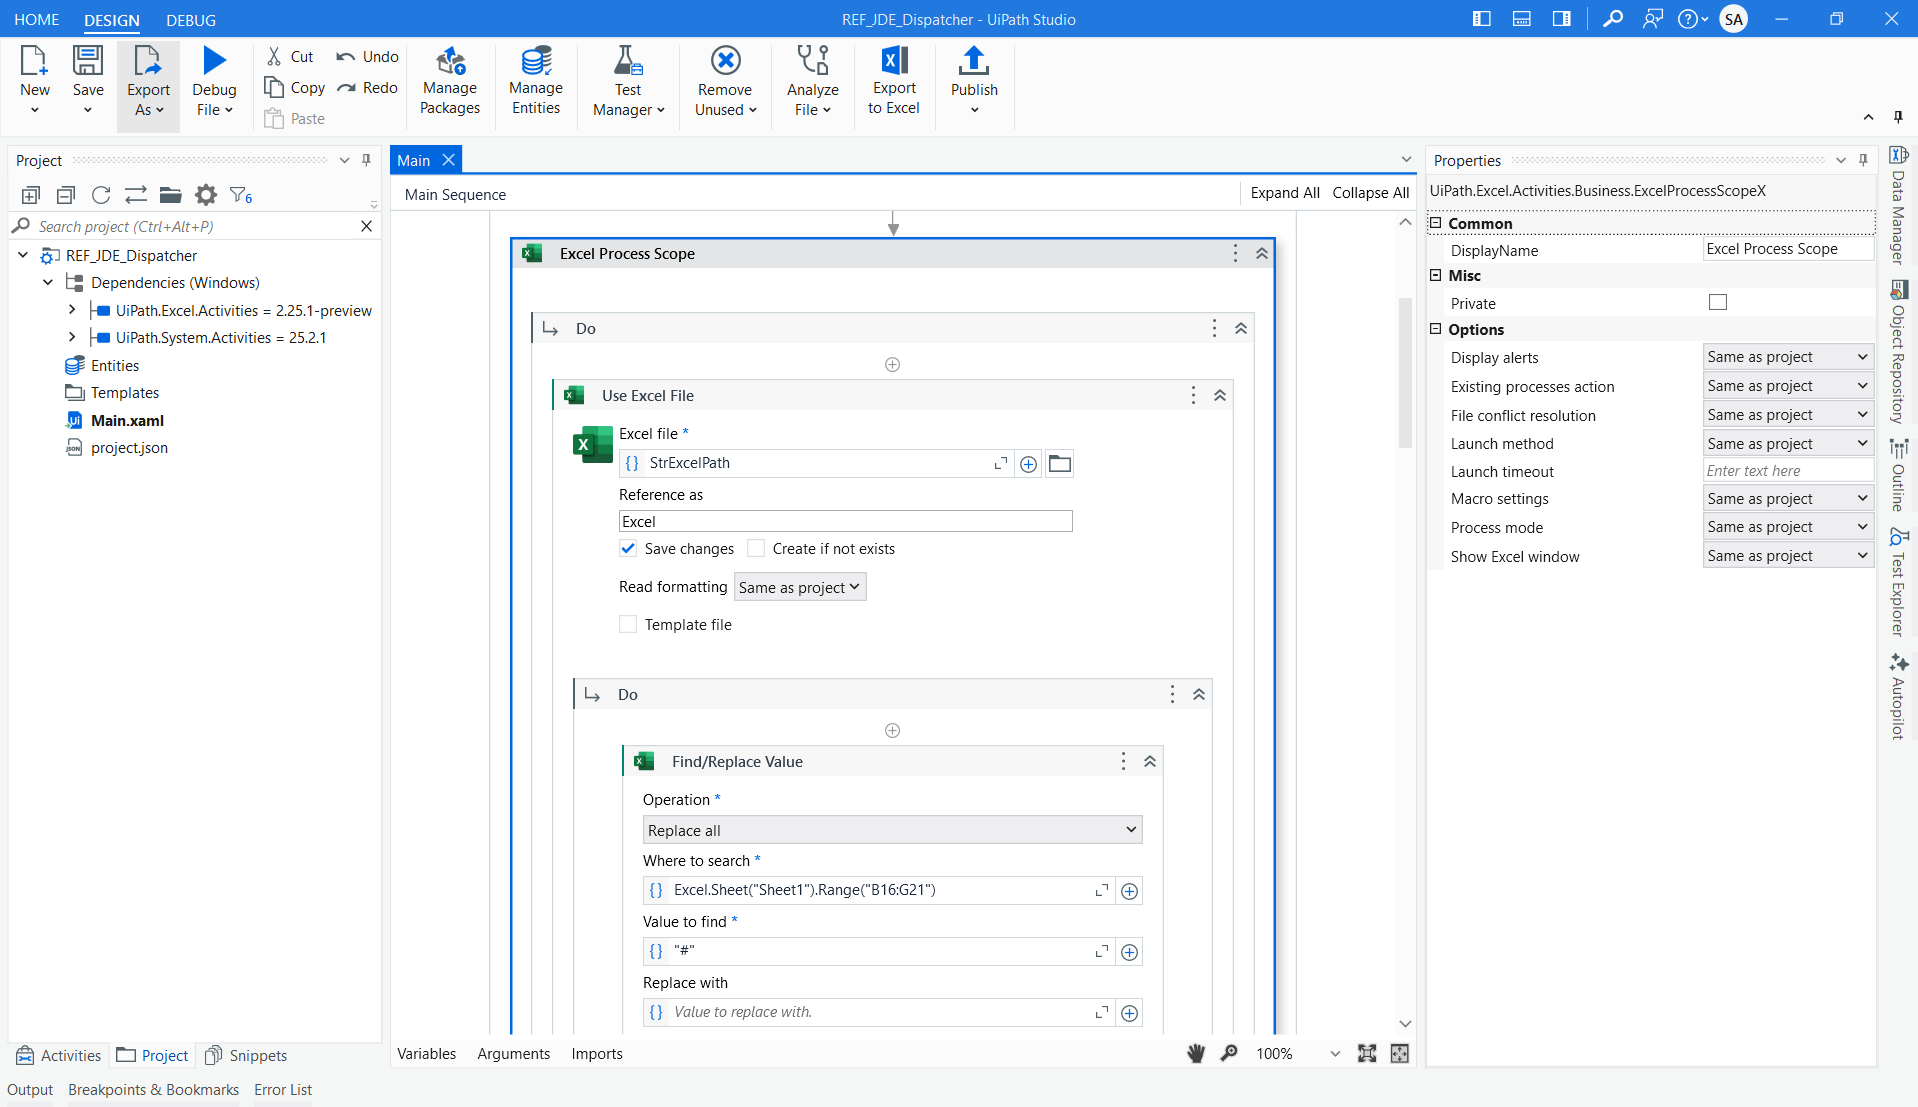 HOME DESIGN DEBUG REF_JDE_Dispatcher - UiPath Studio SA
New Save Export As Debug File Cut Copy Paste Undo Redo Manage Packages Manage Entities Test Manager Remove Unused Analyze File Export to Excel Publish
Project
6
Search project (Ctrl+Alt+P)
REF_JDE_Dispatcher
Dependencies (Windows)
UiPath.Excel.Activities = 2.25.1-preview
UiPath.System.Activities = 25.2.1
Entities
Templates
Main.xaml
project.json
Activities Project Snippets
Main
Main Sequence Expand All Collapse All
Excel Process Scope
Do
Use Excel File
Excel file *
StrExcelPath
Reference as
Excel
Save changes Create if not exists
Read formatting Same as project
Template file
Do
Find/Replace Value
Operation *
Replace all
Where to search *
Excel.Sheet("Sheet1").Range("B16:G21")
Value to find *
"#"
Replace with
Value to replace with.
Variables Arguments Imports 100%
Properties
UiPath.Excel.Activities.Business.ExcelProcessScopeX
Common
DisplayName Excel Process Scope
Misc
Private
Options
Display alerts Same as project
Existing processes action Same as project
File conflict resolution Same as project
Launch method Same as project
Launch timeout Enter text here
Macro settings Same as project
Process mode Same as project
Show Excel window Same as project
Data Manager
Object Repository
Outline
Test Explorer
Autopilot
Output Breakpoints & Bookmarks Error List